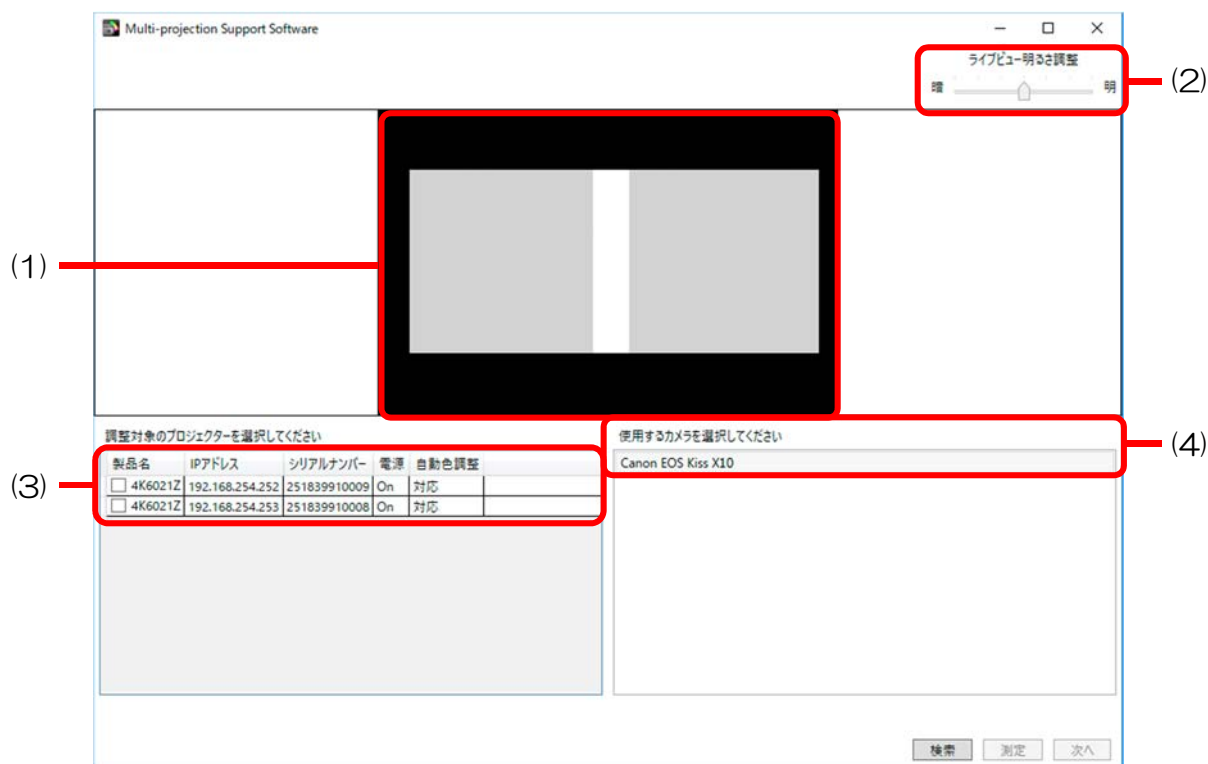 Multi-projection Support Software
ライブビュー明るさ調整
暗 明
(2)
(1)
調整対象のプロジェクターを選択してください
使用するカメラを選択してください
(4)
製品名 IPアドレス シリアルナンバー 電源 自動色調整
Canon EOS Kiss X10
(3)
4K6021Z 192.168.254.252 251839910009 On 対応
4K6021Z 192.168.254.253 251839910008 On 対応
検索 測定 次へ